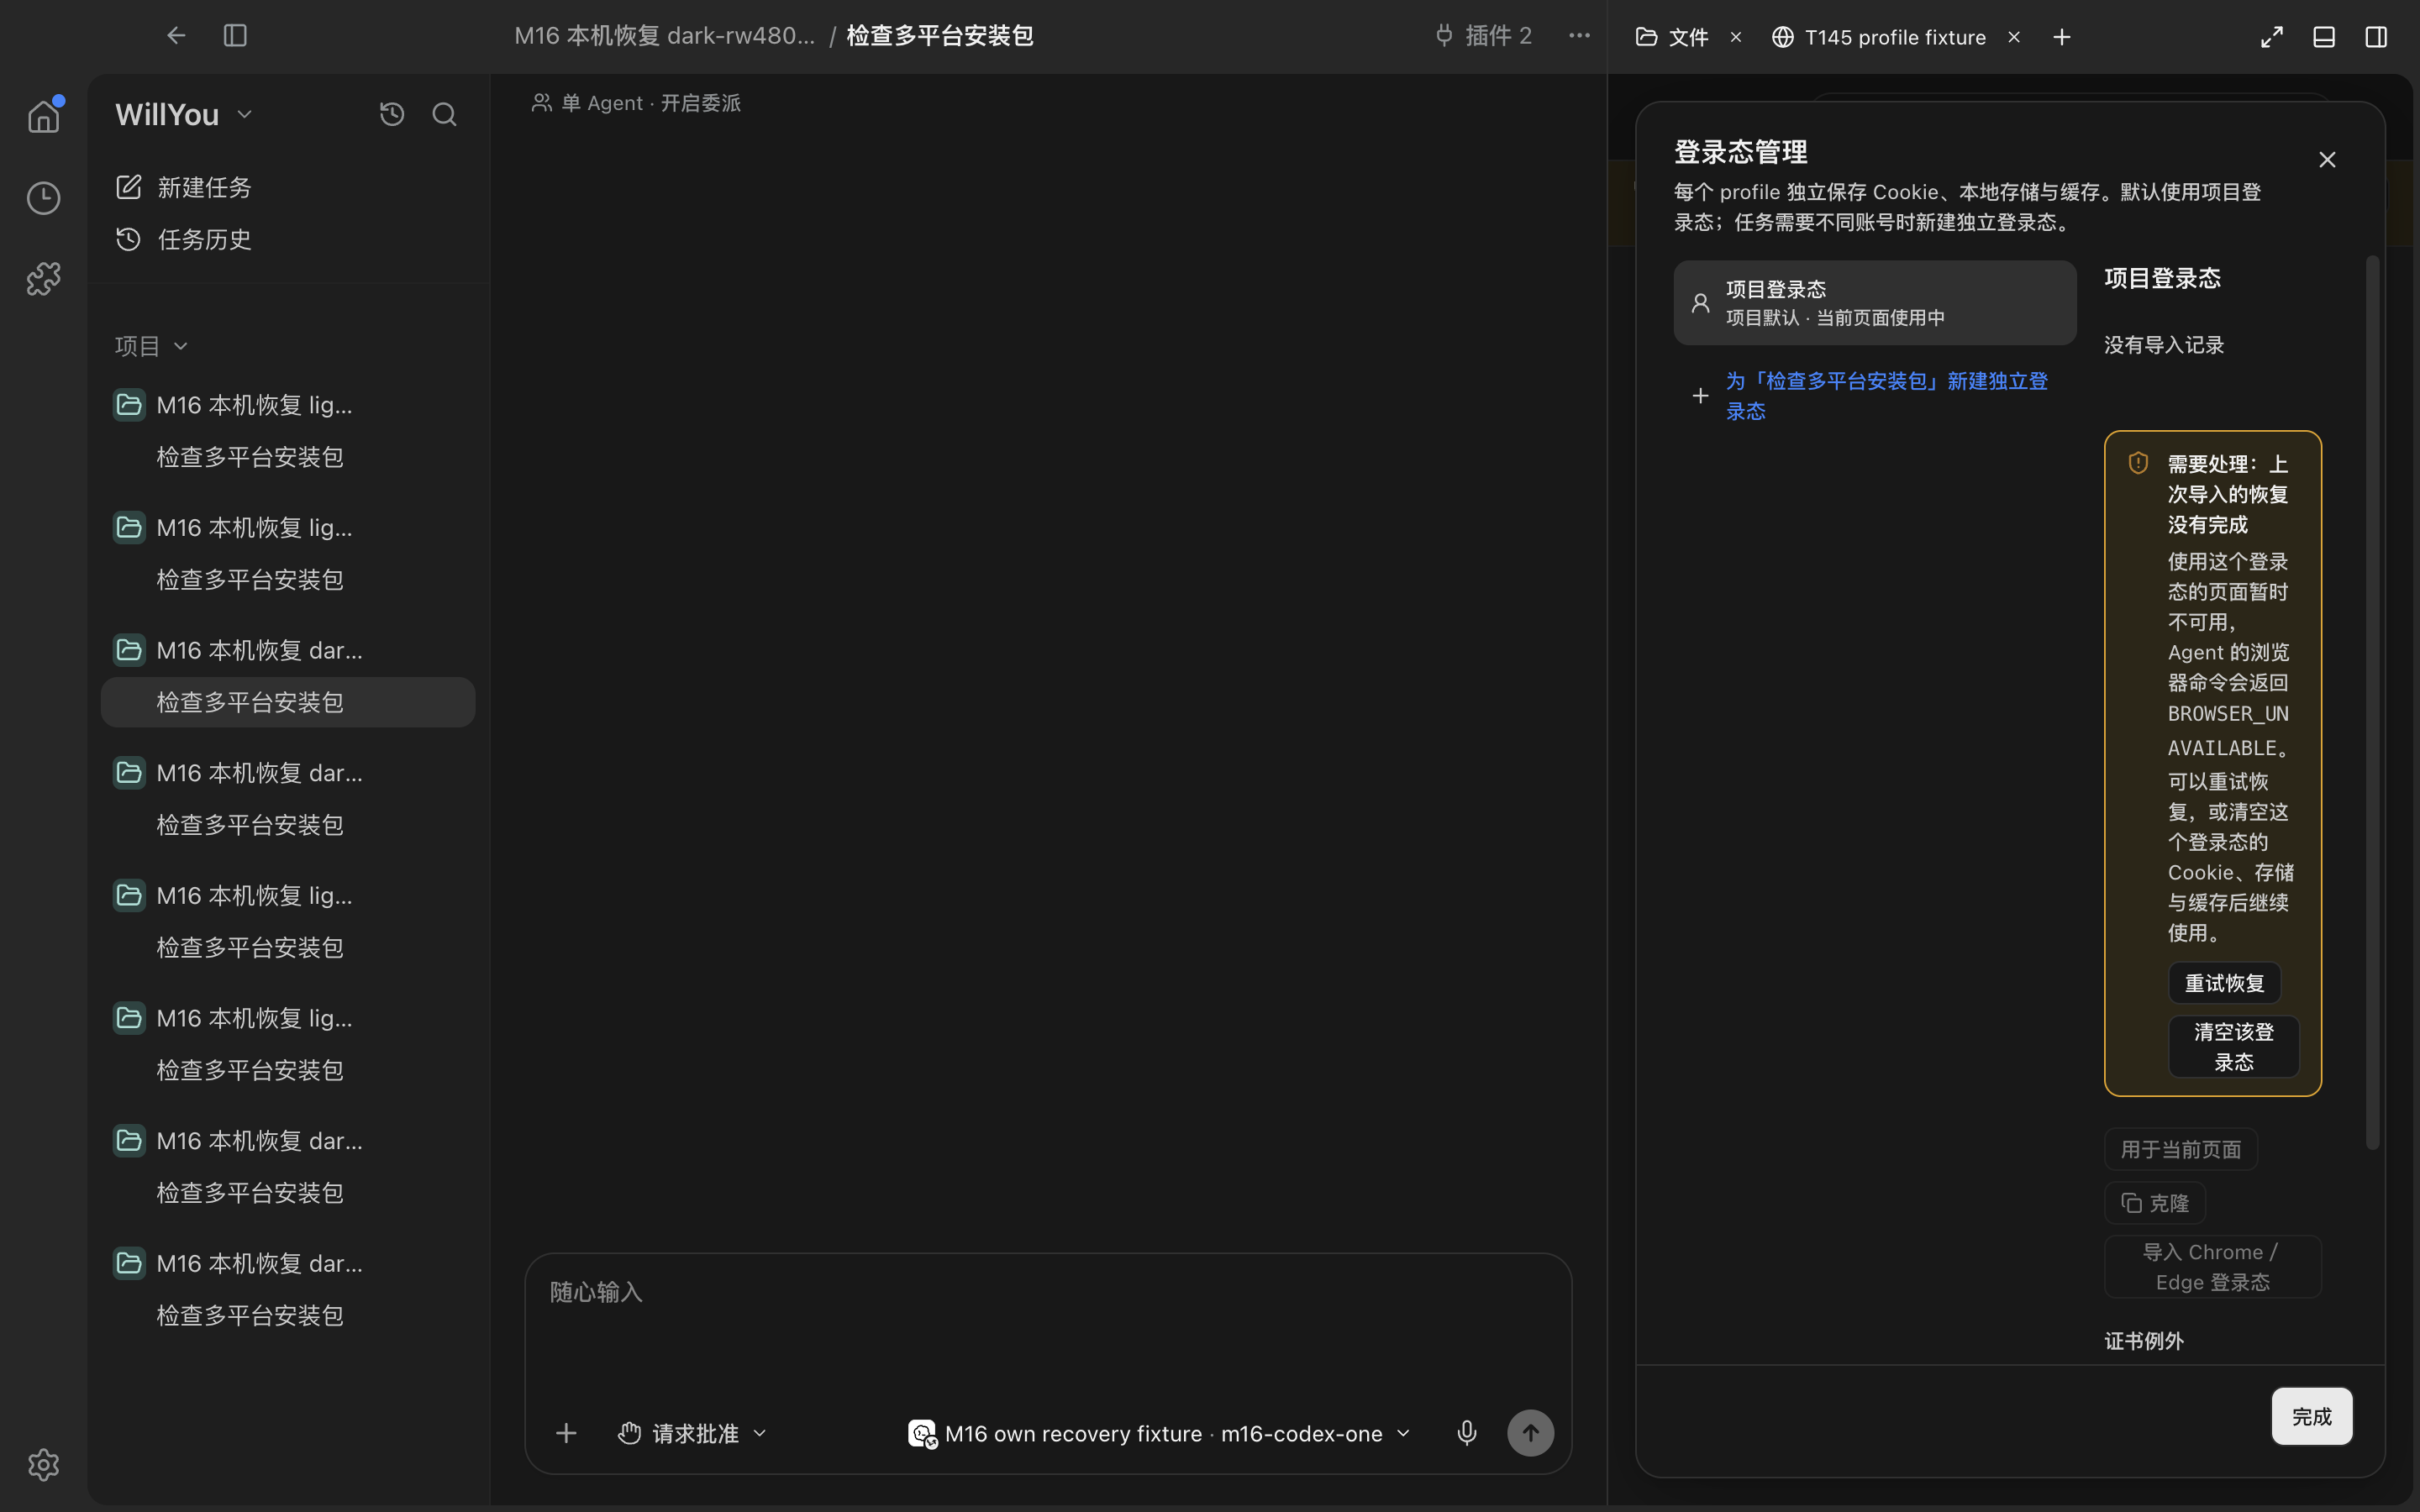 M16 本机恢复 dark-rw480... / 检查多平台安装包
插件 2
文件
T145 profile fixture
WillYou
新建任务
任务历史
项目
M16 本机恢复 lig...
检查多平台安装包
M16 本机恢复 lig...
检查多平台安装包
M16 本机恢复 dar...
检查多平台安装包
M16 本机恢复 dar...
检查多平台安装包
M16 本机恢复 lig...
检查多平台安装包
M16 本机恢复 lig...
检查多平台安装包
M16 本机恢复 dar...
检查多平台安装包
M16 本机恢复 dar...
检查多平台安装包
单 Agent · 开启委派
随心输入
请求批准
M16 own recovery fixture · m16-codex-one
登录态管理
每个 profile 独立保存 Cookie、本地存储与缓存。默认使用项目登
录态；任务需要不同账号时新建独立登录态。
项目登录态
项目默认 · 当前页面使用中
为「检查多平台安装包」新建独立登
录态
项目登录态
没有导入记录
需要处理：上
次导入的恢复
没有完成
使用这个登录
态的页面暂时
不可用，
Agent 的浏览
器命令会返回
BROWSER_UN
AVAILABLE。
可以重试恢
复，或清空这
个登录态的
Cookie、存储
与缓存后继续
使用。
重试恢复
清空该登
录态
用于当前页面
克隆
导入 Chrome /
Edge 登录态
证书例外
完成